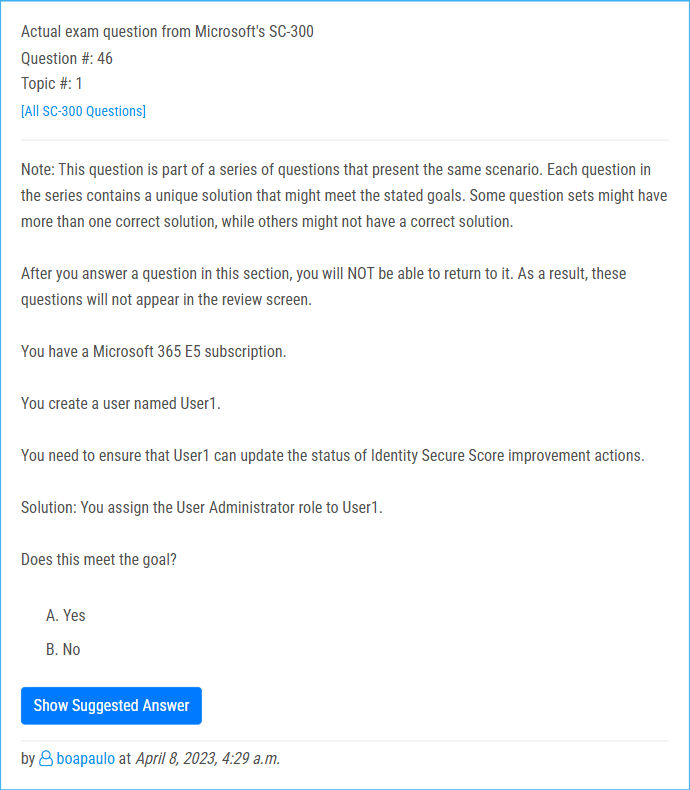 Actual exam question from Microsoft's SC-300
Question #: 46
Topic #: 1
[All SC-300 Questions]
Note: This question is part of a series of questions that present the same scenario. Each question in
the series contains a unique solution that might meet the stated goals. Some question sets might have
more than one correct solution, while others might not have a correct solution.
After you answer a question in this section, you will NOT be able to return to it. As a result, these
questions will not appear in the review screen.
You have a Microsoft 365 E5 subscription.
You create a user named User1.
You need to ensure that User1 can update the status of Identity Secure Score improvement actions.
Solution: You assign the User Administrator role to User1.
Does this meet the goal?
A. Yes
B. No
Show Suggested Answer
by boapaulo at April 8, 2023, 4:29 a.m.